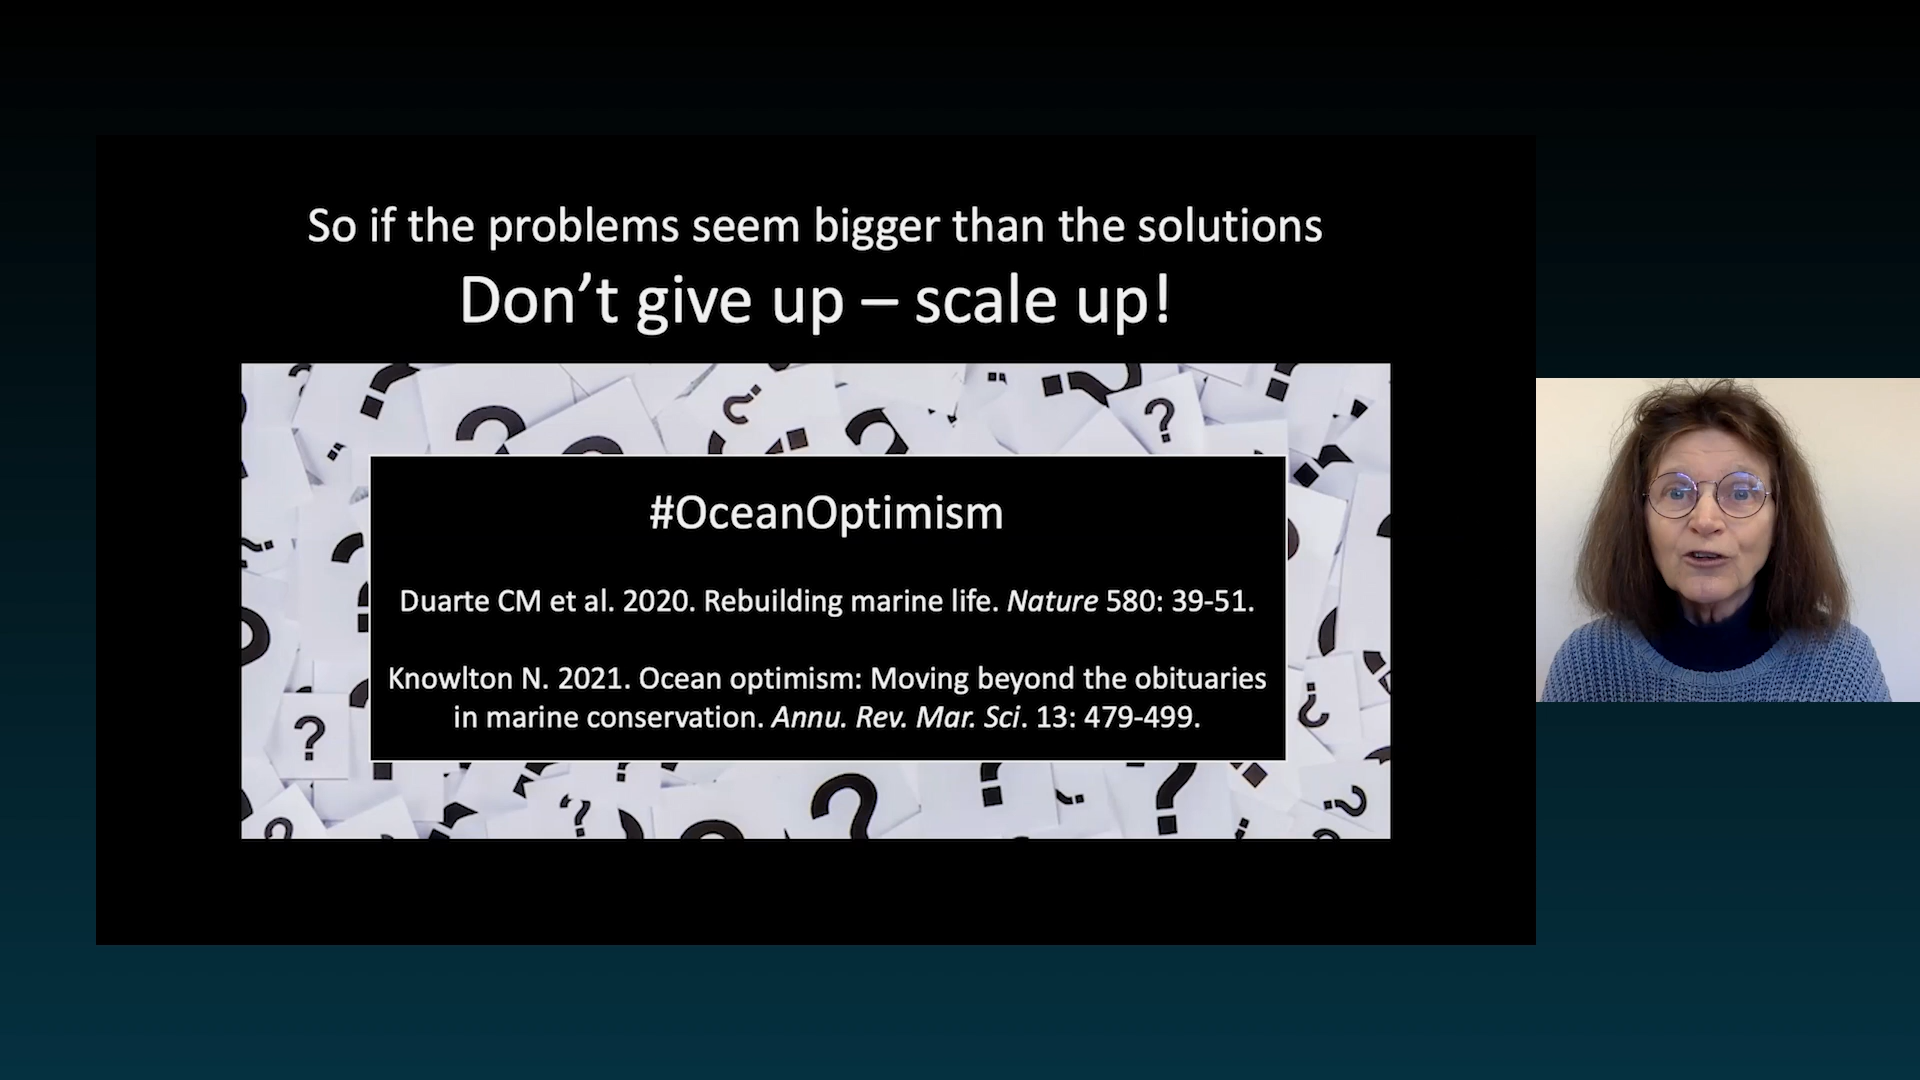 So if the problems seem bigger than the solutions
Don’t give up – scale up!
#OceanOptimism
Duarte CM et al. 2020. Rebuilding marine life. Nature 580: 39-51.
Knowlton N. 2021. Ocean optimism: Moving beyond the obituaries
in marine conservation. Annu. Rev. Mar. Sci. 13: 479-499.